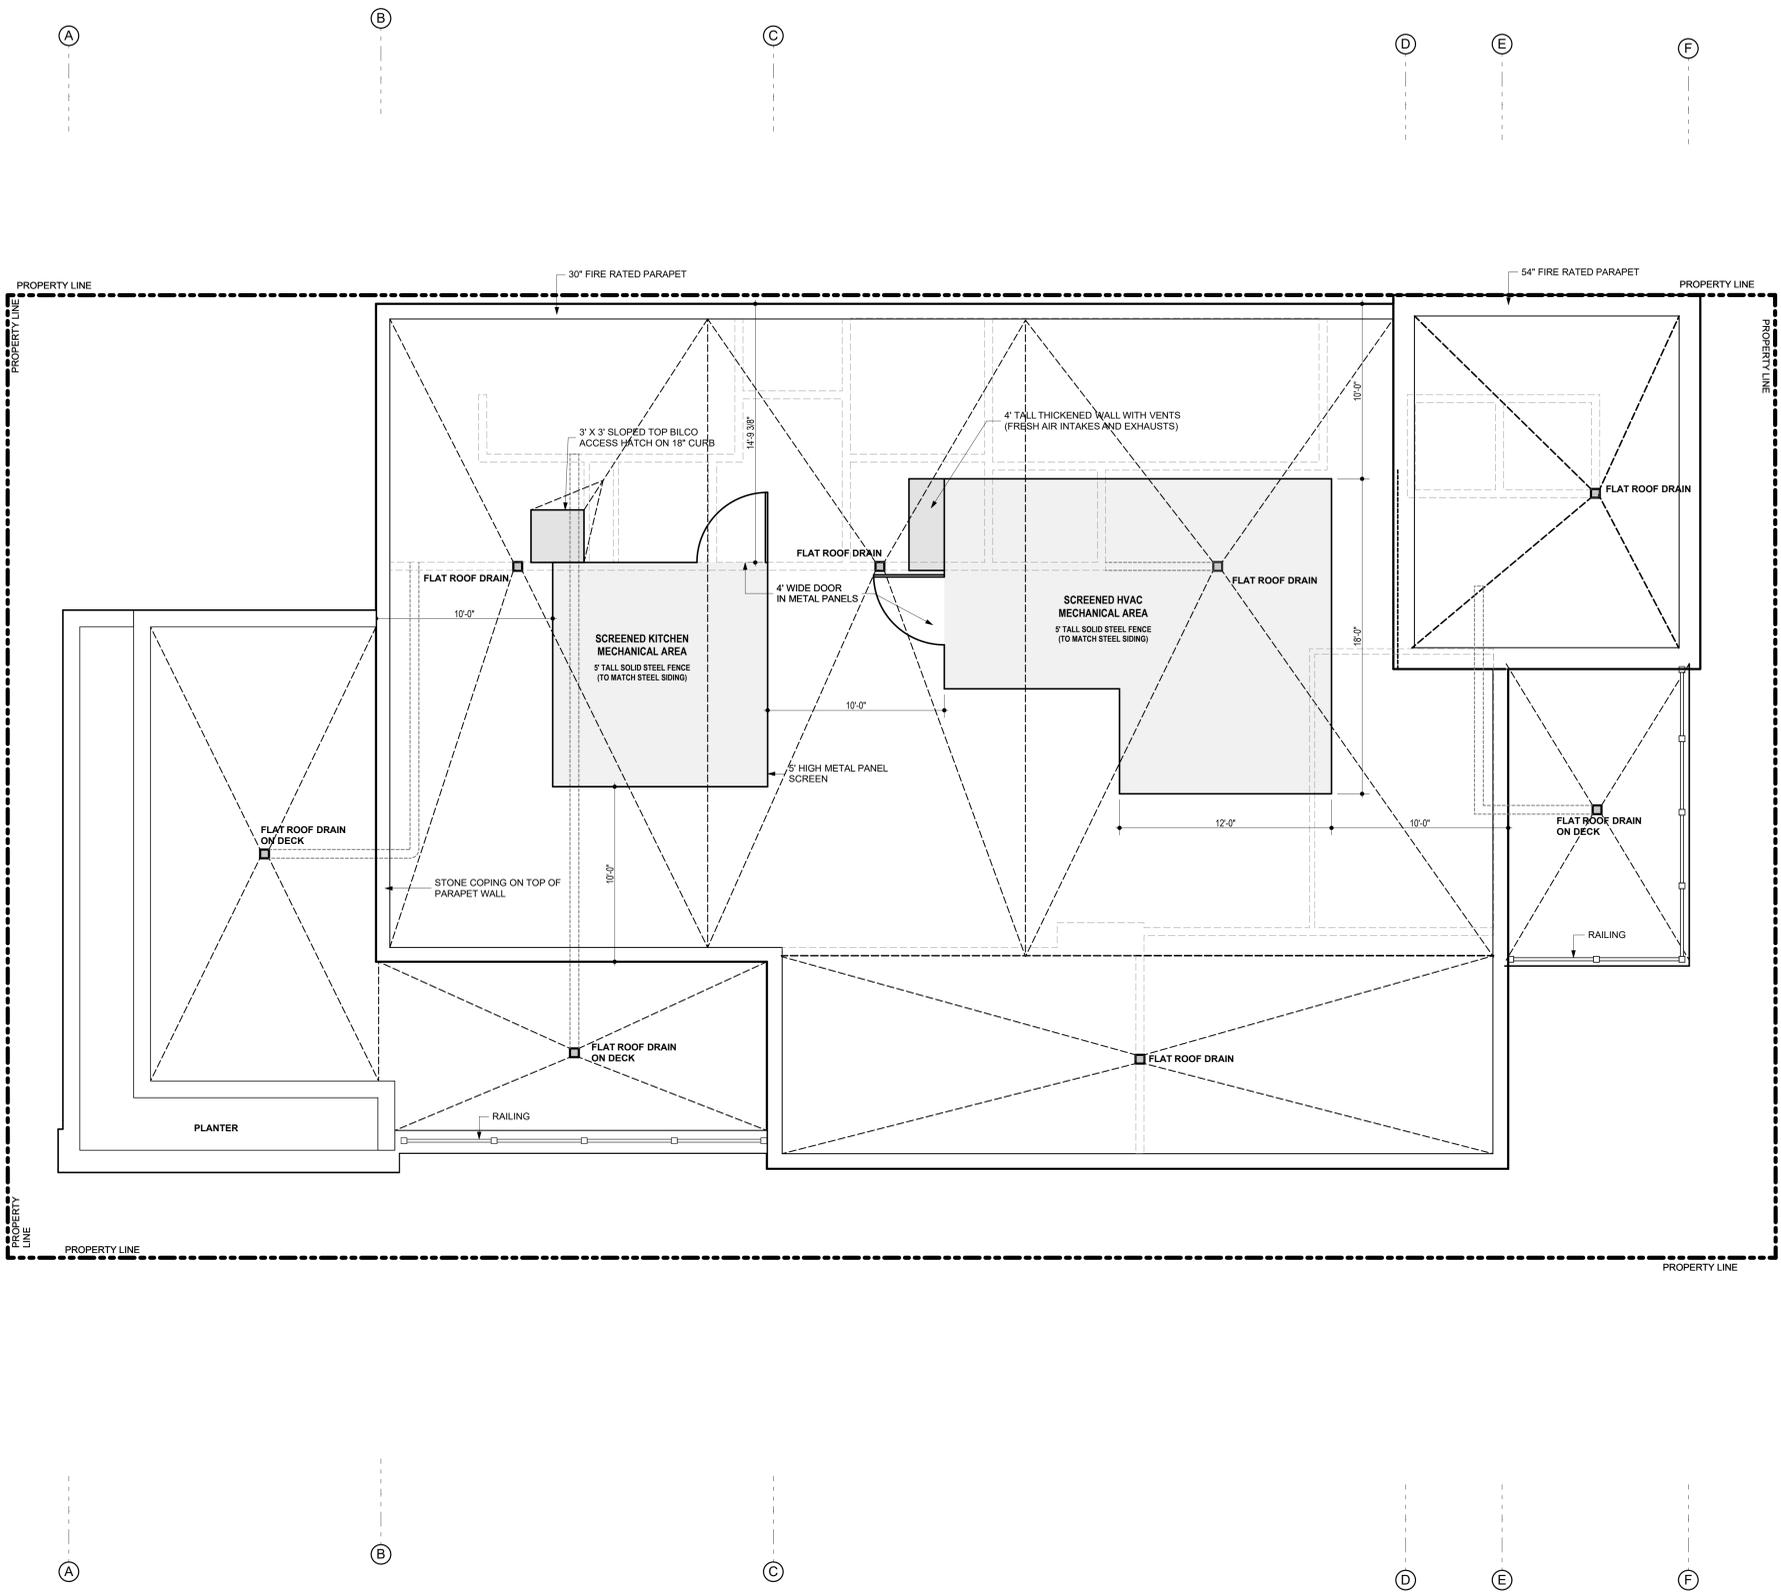 B
A
C
D
E
F
30" FIRE RATED PARAPET
54" FIRE RATED PARAPET
PROPERTY LINE
PROPERTY LINE
PROPERTY LINE
PROPERTY LINE
10'-0"
4' TALL THICKENED WALL WITH VENTS
(FRESH AIR INTAKES AND EXHAUSTS)
14'-9 3/8"
3' X 3' SLOPED TOP BILCO
ACCESS HATCH ON 18" CURB
FLAT ROOF DRAIN
FLAT ROOF DRAIN
FLAT ROOF DRAIN
FLAT ROOF DRAIN
4' WIDE DOOR
IN METAL PANELS
SCREENED HVAC
MECHANICAL AREA
5' TALL SOLID STEEL FENCE
(TO MATCH STEEL SIDING)
10'-0"
18'-0"
SCREENED KITCHEN
MECHANICAL AREA
5' TALL SOLID STEEL FENCE
(TO MATCH STEEL SIDING)
10'-0"
5' HIGH METAL PANEL
SCREEN
12'-0"
10'-0"
FLAT ROOF DRAIN
ON DECK
FLAT ROOF DRAIN
ON DECK
10'-0"
STONE COPING ON TOP OF
PARAPET WALL
RAILING
FLAT ROOF DRAIN
ON DECK
FLAT ROOF DRAIN
RAILING
PLANTER
PROPERTY
LINE
PROPERTY LINE
PROPERTY LINE
B
A
C
D
E
F